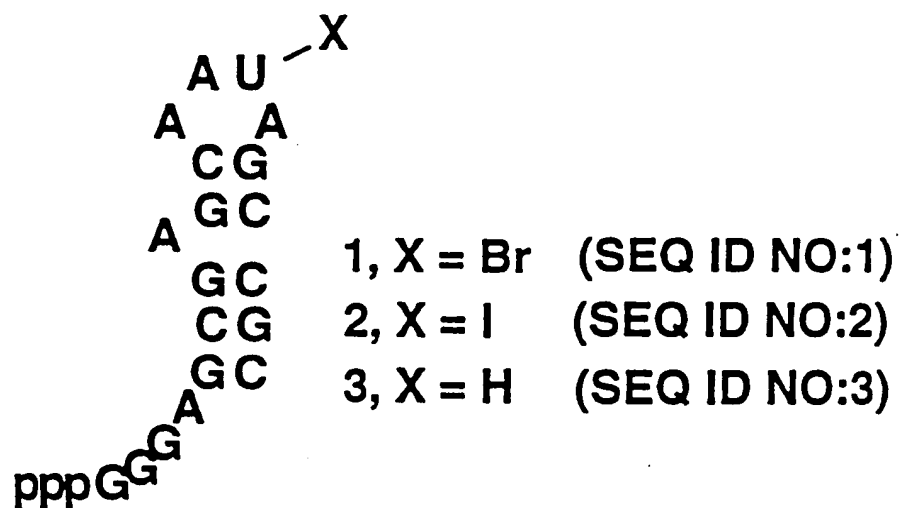 X
A U
A A
C G
G C
A
1, X = Br (SEQ ID NO:1)
G C
2, X = I (SEQ ID NO:2)
C G
G C
3, X = H (SEQ ID NO:3)
A
G
G
pppG